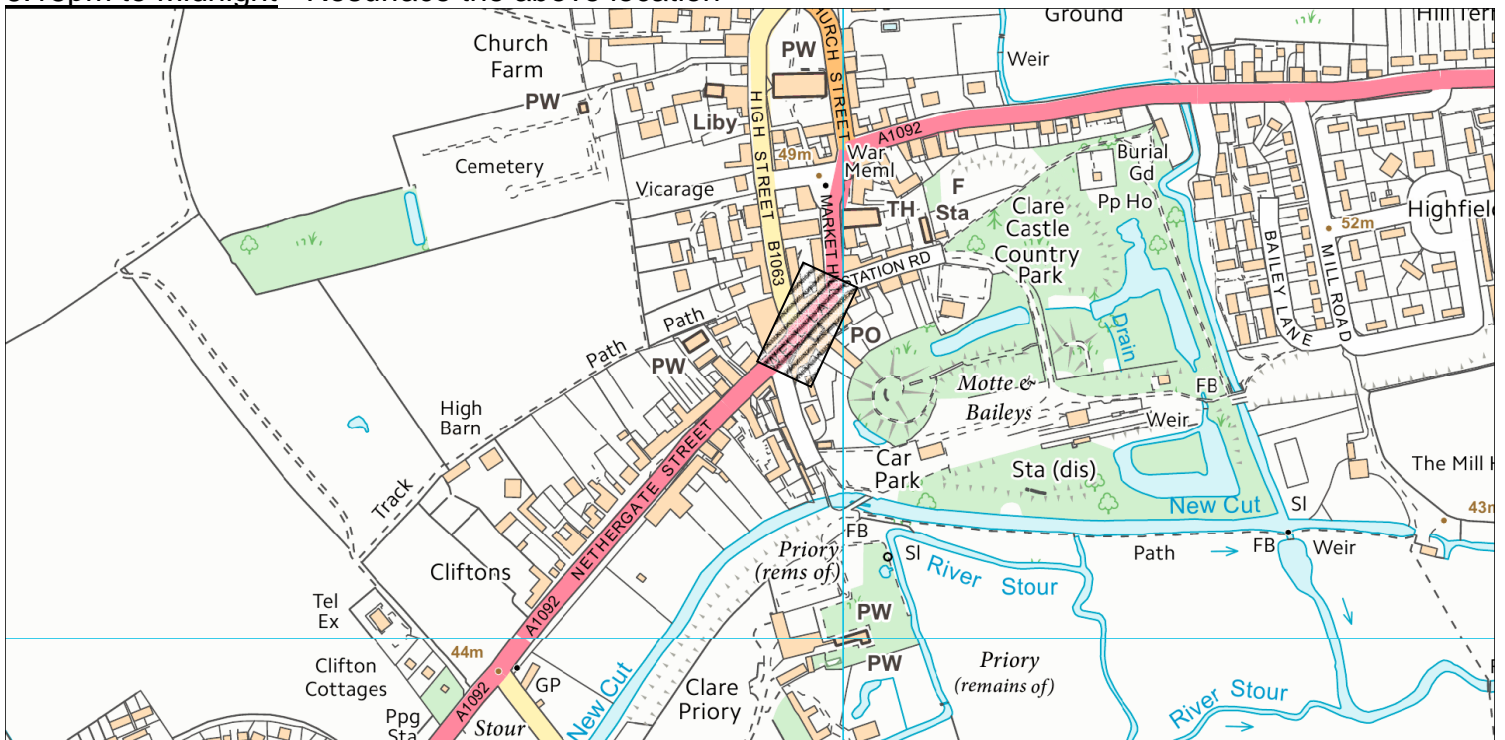 to Midnight - Resurface the above location
Ground
Hill Terr
Church
Farm
PW
CHURCH STREET
Weir
PW
Liby
HIGH STREET
A1092
49m
War
Meml
Burial
Gd
Cemetery
Vicarage
F
Sta
TH
Pp Ho
Clare
Castle
Country
Park
Highfield
52m
MARKET H
BAILEY LANE
MILL ROAD
B1063
STATION RD
Path
Path
PO
Drain
PW
Motte &
Baileys
FB
High
Barn
Weir
Car
Park
Sta (dis)
The Mill H
Track
NETHERGATE STREET
New Cut
SI
43m
FB
Priory
(rems of)
SI
River Stour
Path
FB
Weir
Cliftons
Tel
Ex
A1092
PW
PW
44m
Priory
(remains of)
Clifton
Cottages
GP
Clare
Priory
New Cut
River Stour
A1092
Ppg
Sta
Stour